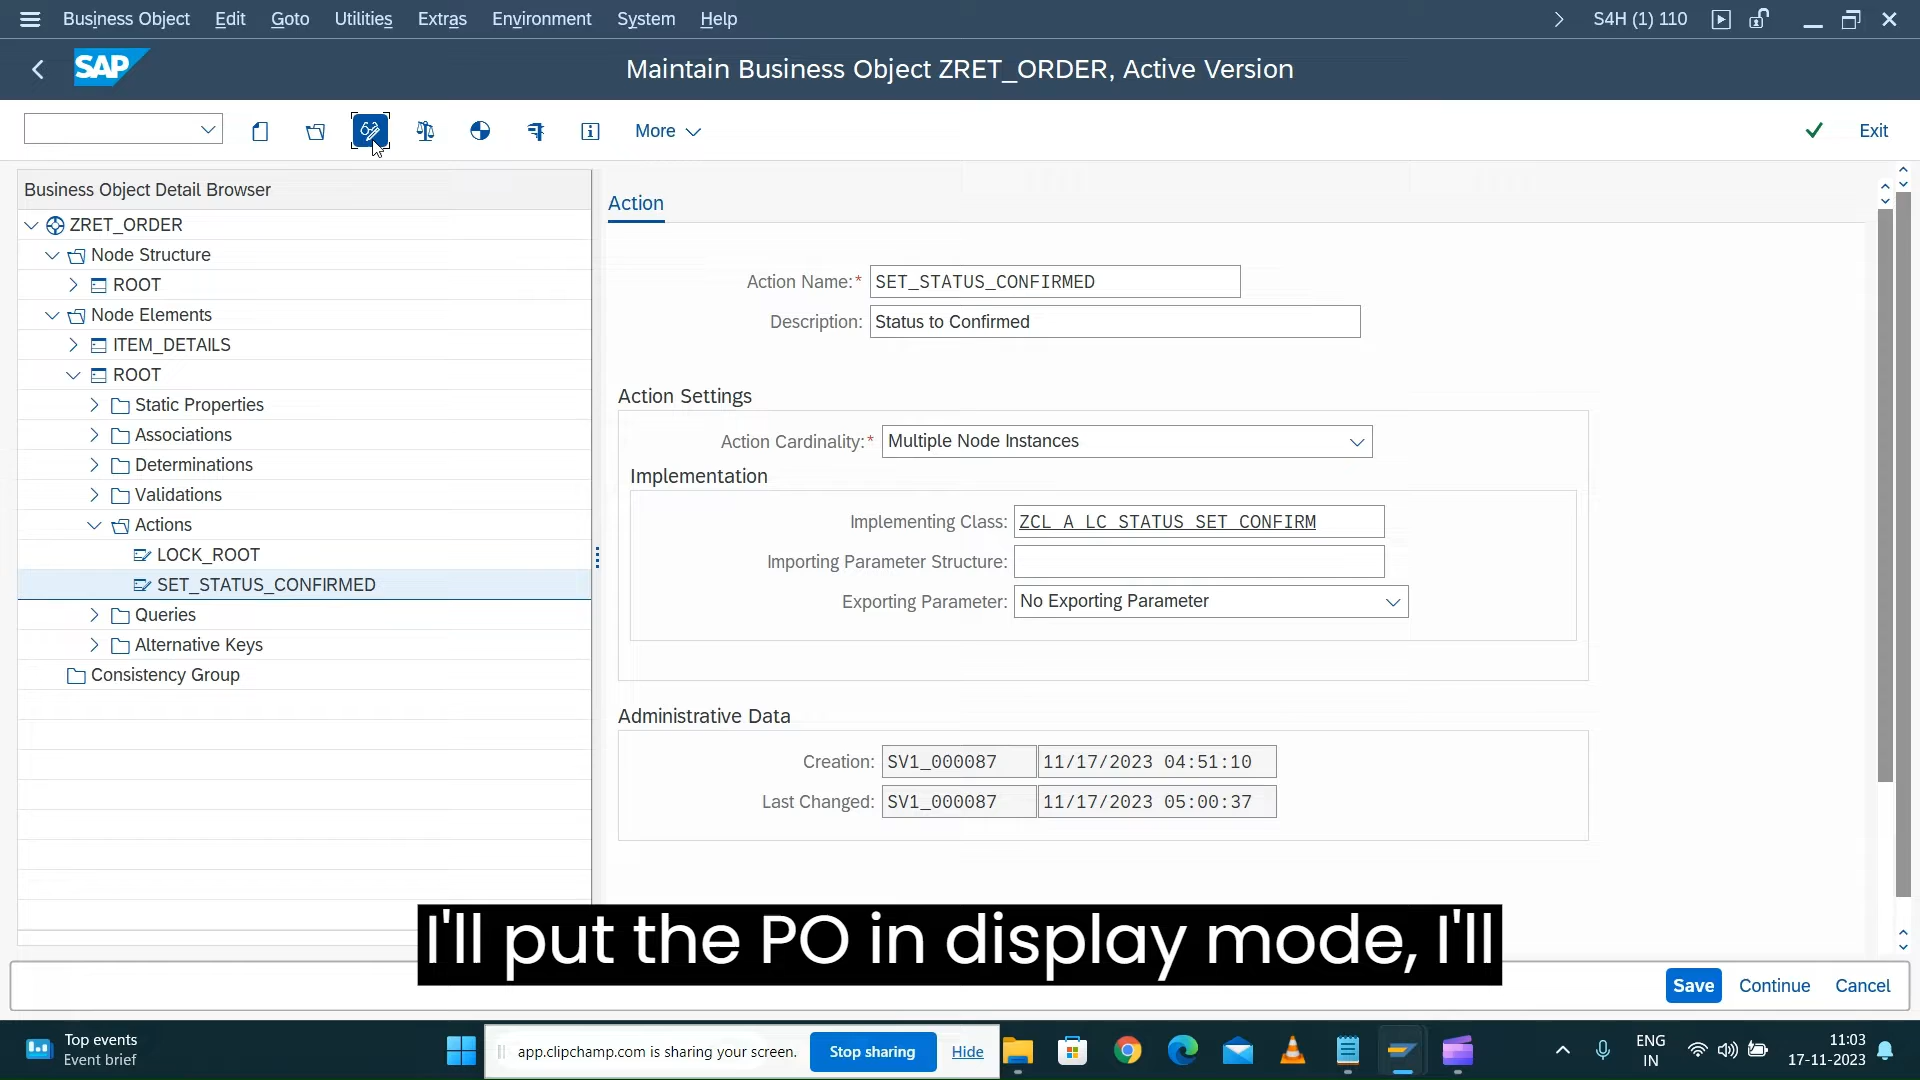 Business Object Edit Goto Utilities Extras Environment System Help S4H (1) 110
SAP Maintain Business Object ZRET_ORDER, Active Version
More Exit
Business Object Detail Browser
ZRET_ORDER
Node Structure
ROOT
Node Elements
ITEM_DETAILS
ROOT
Static Properties
Associations
Determinations
Validations
Actions
LOCK_ROOT
SET_STATUS_CONFIRMED
Queries
Alternative Keys
Consistency Group
Action
Action Name:* SET_STATUS_CONFIRMED
Description: Status to Confirmed
Action Settings
Action Cardinality:* Multiple Node Instances
Implementation
Implementing Class: ZCL_A_LC_STATUS_SET_CONFIRM
Importing Parameter Structure:
Exporting Parameter: No Exporting Parameter
Administrative Data
Creation: SV1_000087 11/17/2023 04:51:10
Last Changed: SV1_000087 11/17/2023 05:00:37
I'll put the PO in display mode, I'll
Save Continue Cancel
Top events
Event brief
app.clipchamp.com is sharing your screen. Stop sharing Hide
ENG
IN
11:03
17-11-2023